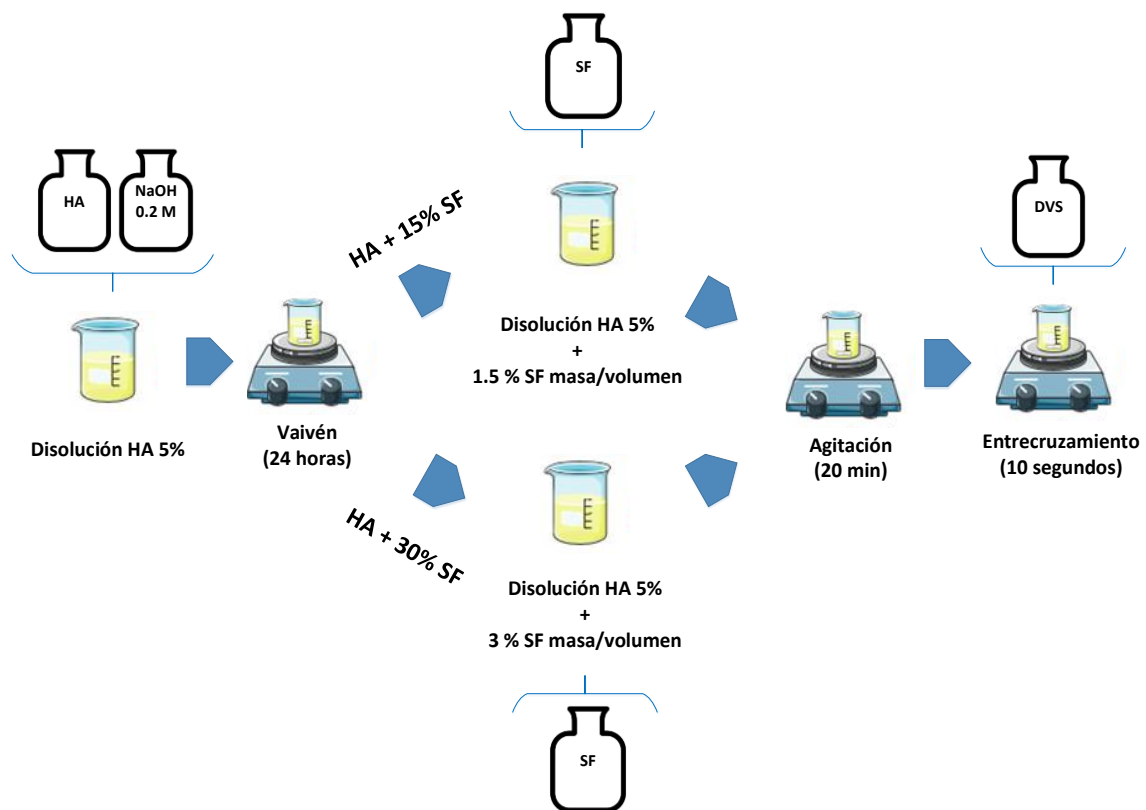 SF
HA
NaOH
0.2 M
DVS
HA + 15% SF
Disolución HA 5%
+
1.5 % SF masa/volumen
Disolución HA 5%
Vaivén
(24 horas)
Agitación
(20 min)
Entrecruzamiento
(10 segundos)
HA + 30% SF
Disolución HA 5%
+
3 % SF masa/volumen
SF